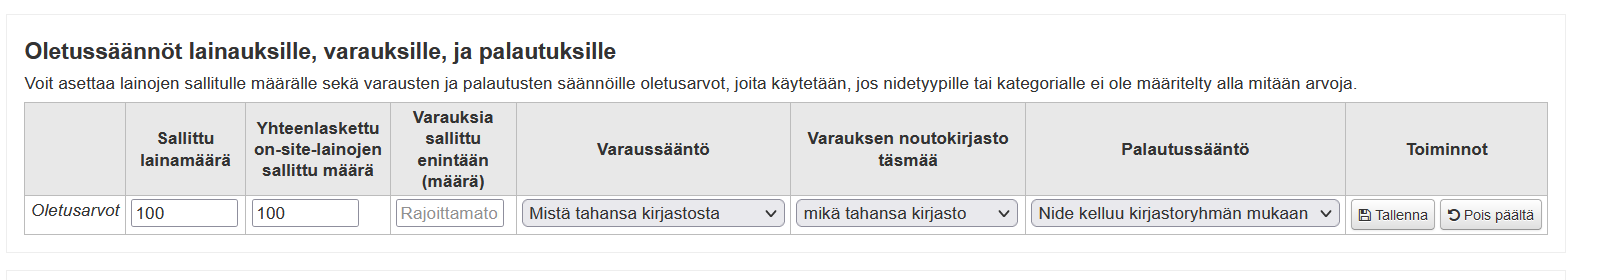 Oletussäännöt lainauksille, varauksille, ja palautuksille
Voit asettaa lainojen sallitulle määrälle sekä varausten ja palautusten säännöille oletusarvot, joita käytetään, jos nidetyypille tai kategorialle ei ole määritelty alla mitään arvoja.
Sallittu
lainamäärä
Yhteenlaskettu
on-site-lainojen
sallittu määrä
Varauksia
sallittu
enintään
(määrä)
Varaussääntö
Varauksen noutokirjasto
täsmää
Palautussääntö
Toiminnot
Oletusarvot
100
100
Rajoittamato
Mistä tahansa kirjastosta
mikä tahansa kirjasto
Nide kelluu kirjastoryhmän mukaan
Tallenna
Pois päältä